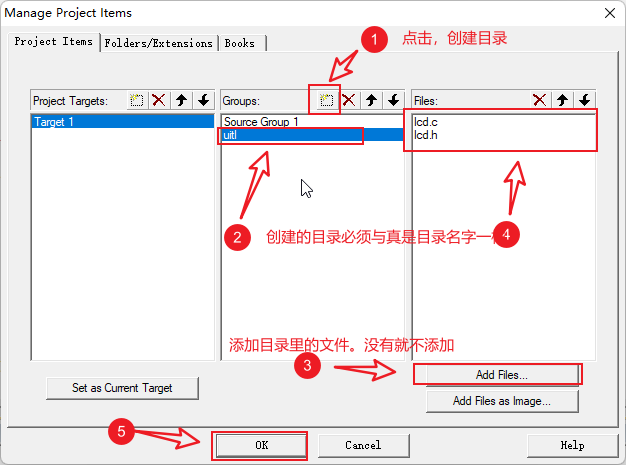 Manage Project Items
Project Items Folders/Extensions Books
1 点击，创建目录
Project Targets: Groups: Files:
Target 1
Source Group 1
uitl
lcd.c
lcd.h
2 创建的目录必须与真是目录名字一
4
添加目录里的文件。没有就不添加
3
Set as Current Target
Add Files...
Add Files as Image...
5
OK Cancel Help